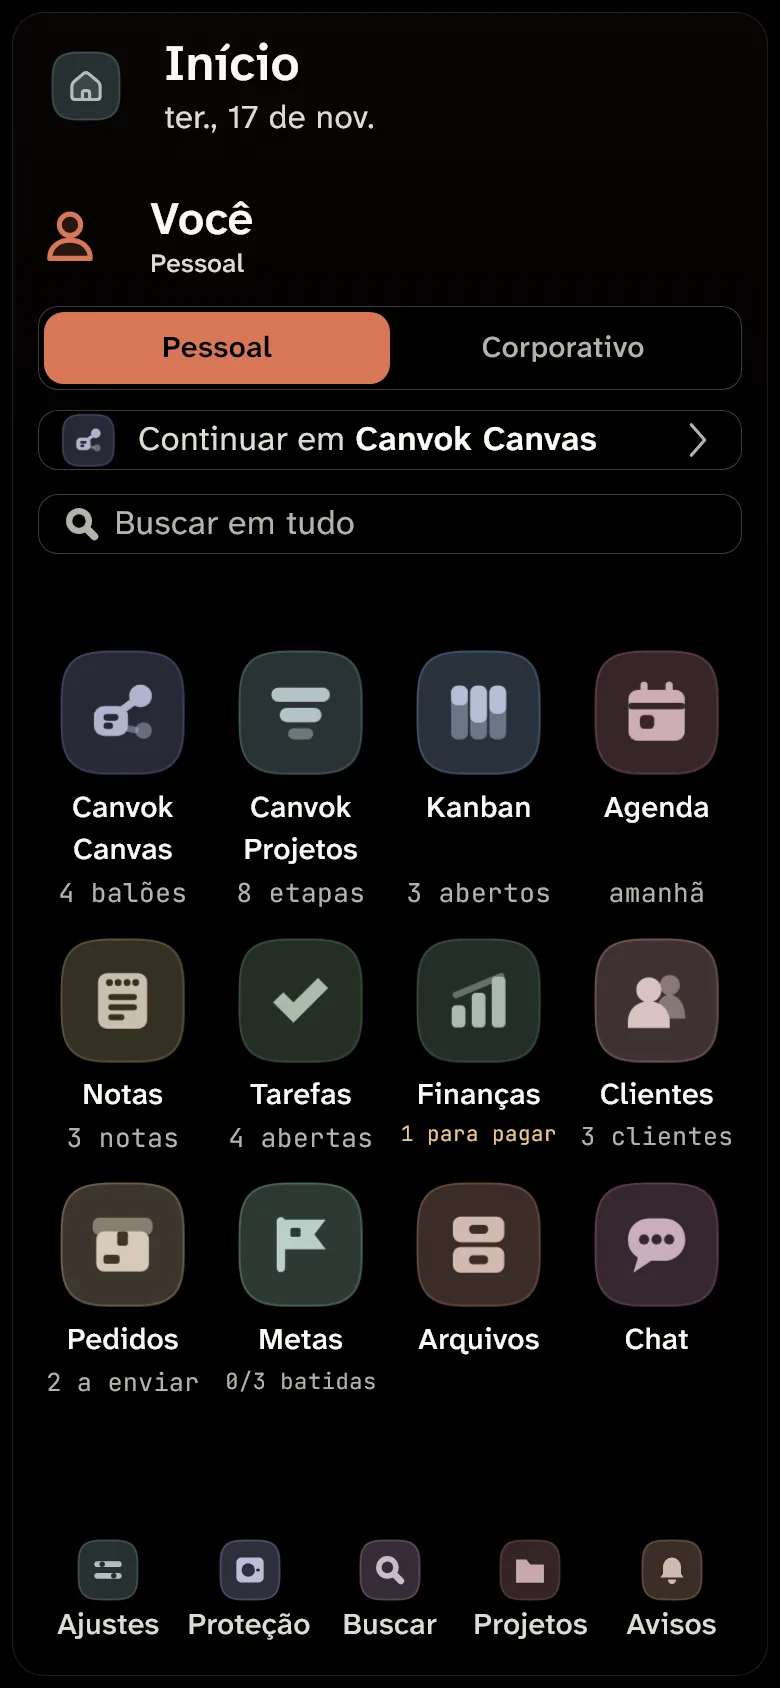 Início
ter., 17 de nov.
Você
Pessoal
Pessoal Corporativo
Continuar em Canvok Canvas
Buscar em tudo
Canvok Canvok Kanban Agenda
Canvas Projetos
4 balões 8 etapas 3 abertos amanhã
Notas Tarefas Finanças Clientes
3 notas 4 abertas 1 para pagar 3 clientes
Pedidos Metas Arquivos Chat
2 a enviar 0/3 batidas
Ajustes Proteção Buscar Projetos Avisos